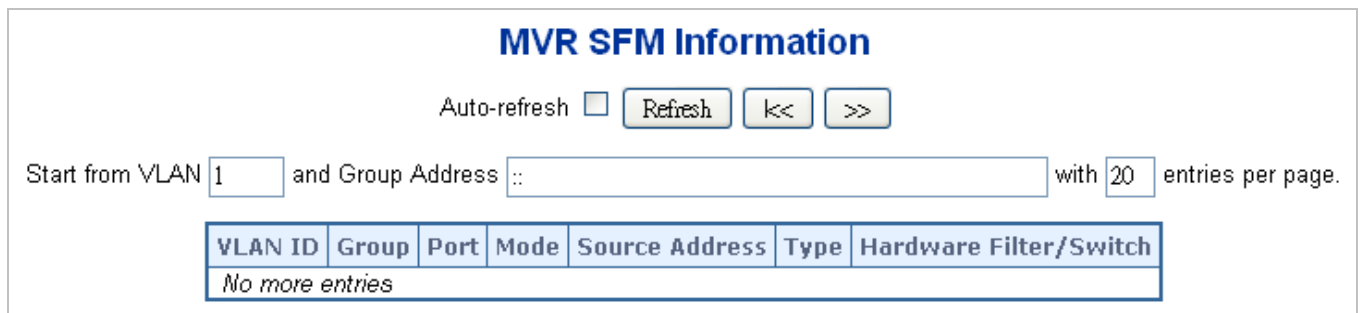 MVR SFM Information
Auto-refresh Refresh |<< >>
Start from VLAN 1 and Group Address :: with 20 entries per page.
VLAN ID Group Port Mode Source Address Type Hardware Filter/Switch
No more entries